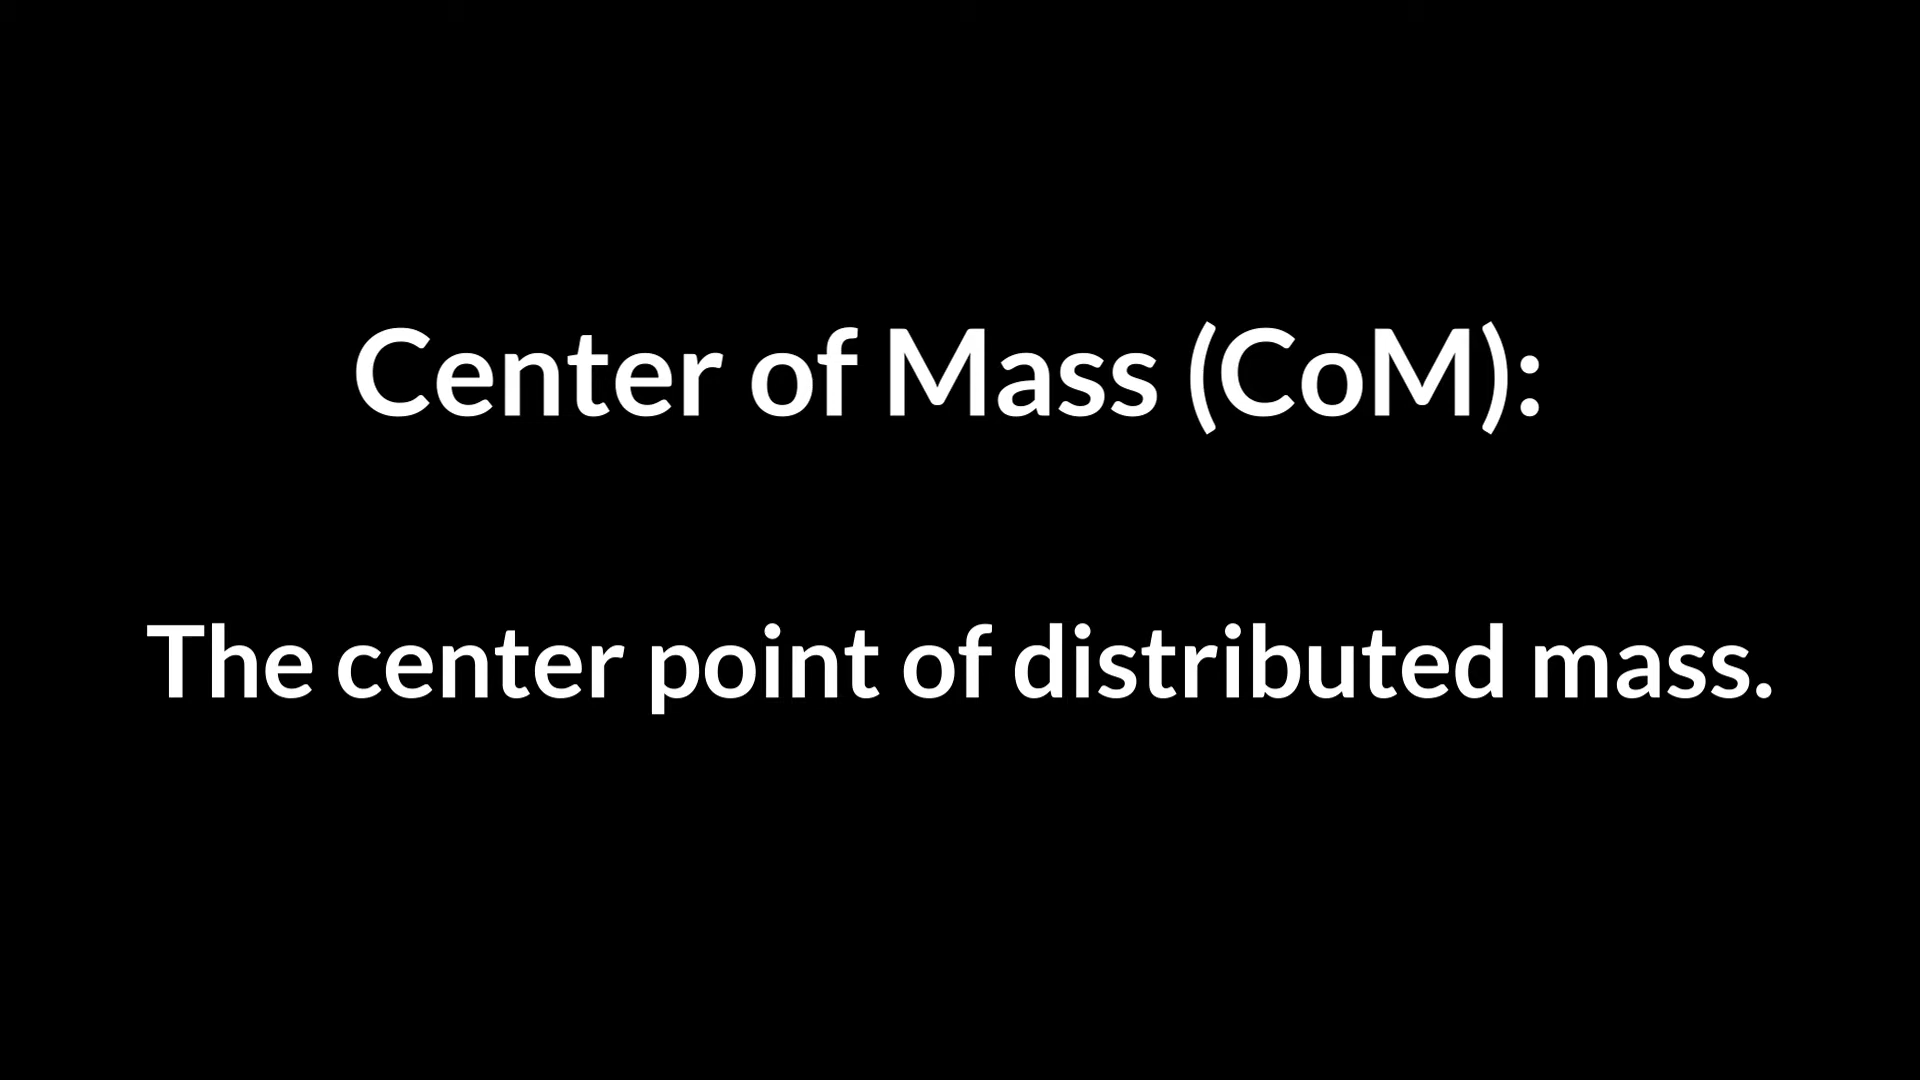 Center of Mass (CoM):
The center point of distributed mass.